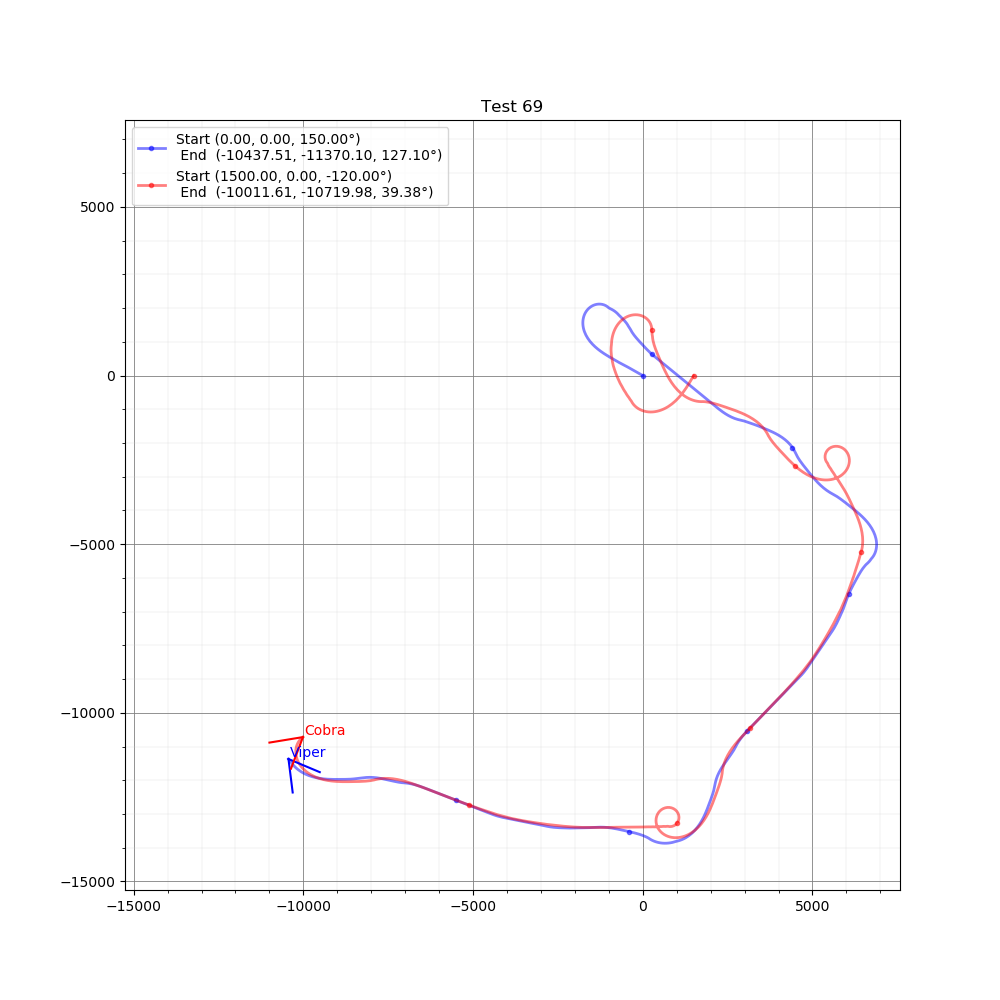 Test 69
Start (0.00, 0.00, 150.00°)
End  (-10437.51, -11370.10, 127.10°)
Start (1500.00, 0.00, -120.00°)
End  (-10011.61, -10719.98, 39.38°)
5000
0
−5000
−10000
−15000
Cobra
Viper
−15000
−10000
−5000
0
5000